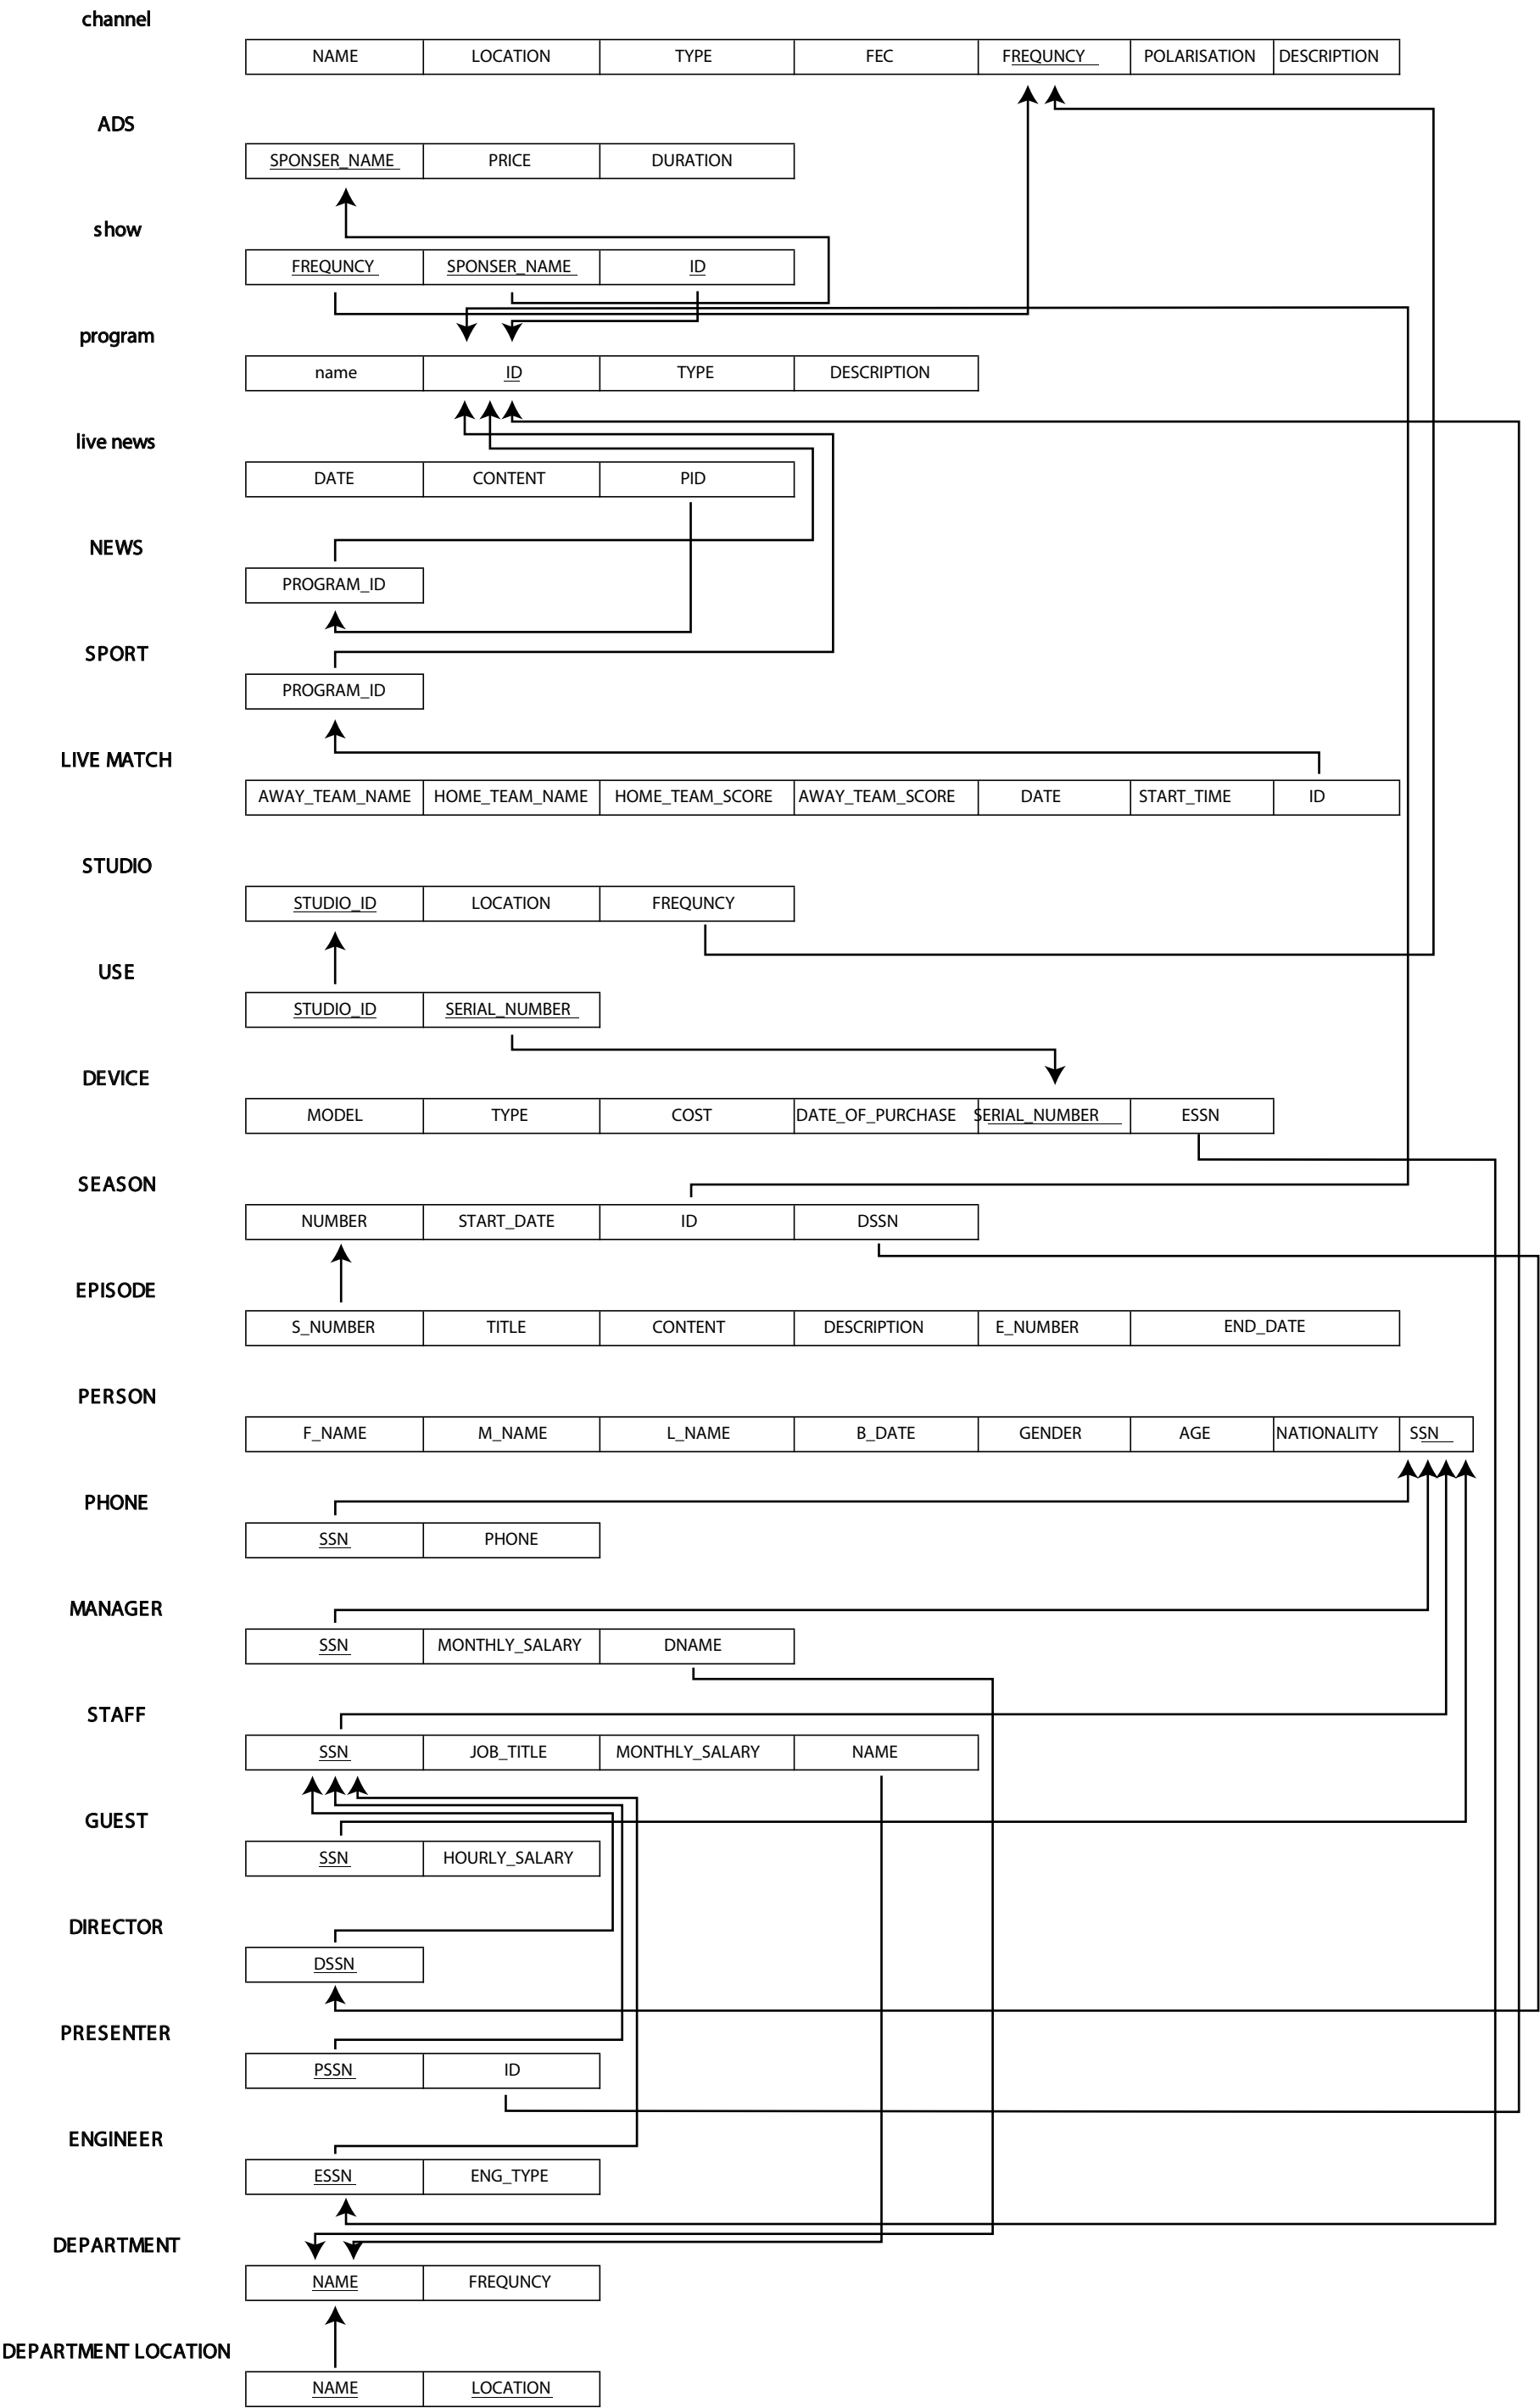 channel
NAME LOCATION TYPE FEC FREQUNCY POLARISATION DESCRIPTION
ADS
SPONSER_NAME PRICE DURATION
show
FREQUNCY SPONSER_NAME ID
program
name ID TYPE DESCRIPTION
live news
DATE CONTENT PID
NEWS
PROGRAM_ID
SPORT
PROGRAM_ID
LIVE MATCH
AWAY_TEAM_NAME HOME_TEAM_NAME HOME_TEAM_SCORE AWAY_TEAM_SCORE DATE START_TIME ID
STUDIO
STUDIO_ID LOCATION FREQUNCY
USE
STUDIO_ID SERIAL_NUMBER
DEVICE
MODEL TYPE COST DATE_OF_PURCHASE SERIAL_NUMBER ESSN
SEASON
NUMBER START_DATE ID DSSN
EPISODE
S_NUMBER TITLE CONTENT DESCRIPTION E_NUMBER END_DATE
PERSON
F_NAME M_NAME L_NAME B_DATE GENDER AGE NATIONALITY SSN
PHONE
SSN PHONE
MANAGER
SSN MONTHLY_SALARY DNAME
STAFF
SSN JOB_TITLE MONTHLY_SALARY NAME
GUEST
SSN HOURLY_SALARY
DIRECTOR
DSSN
PRESENTER
PSSN ID
ENGINEER
ESSN ENG_TYPE
DEPARTMENT
NAME FREQUNCY
DEPARTMENT LOCATION
NAME LOCATION